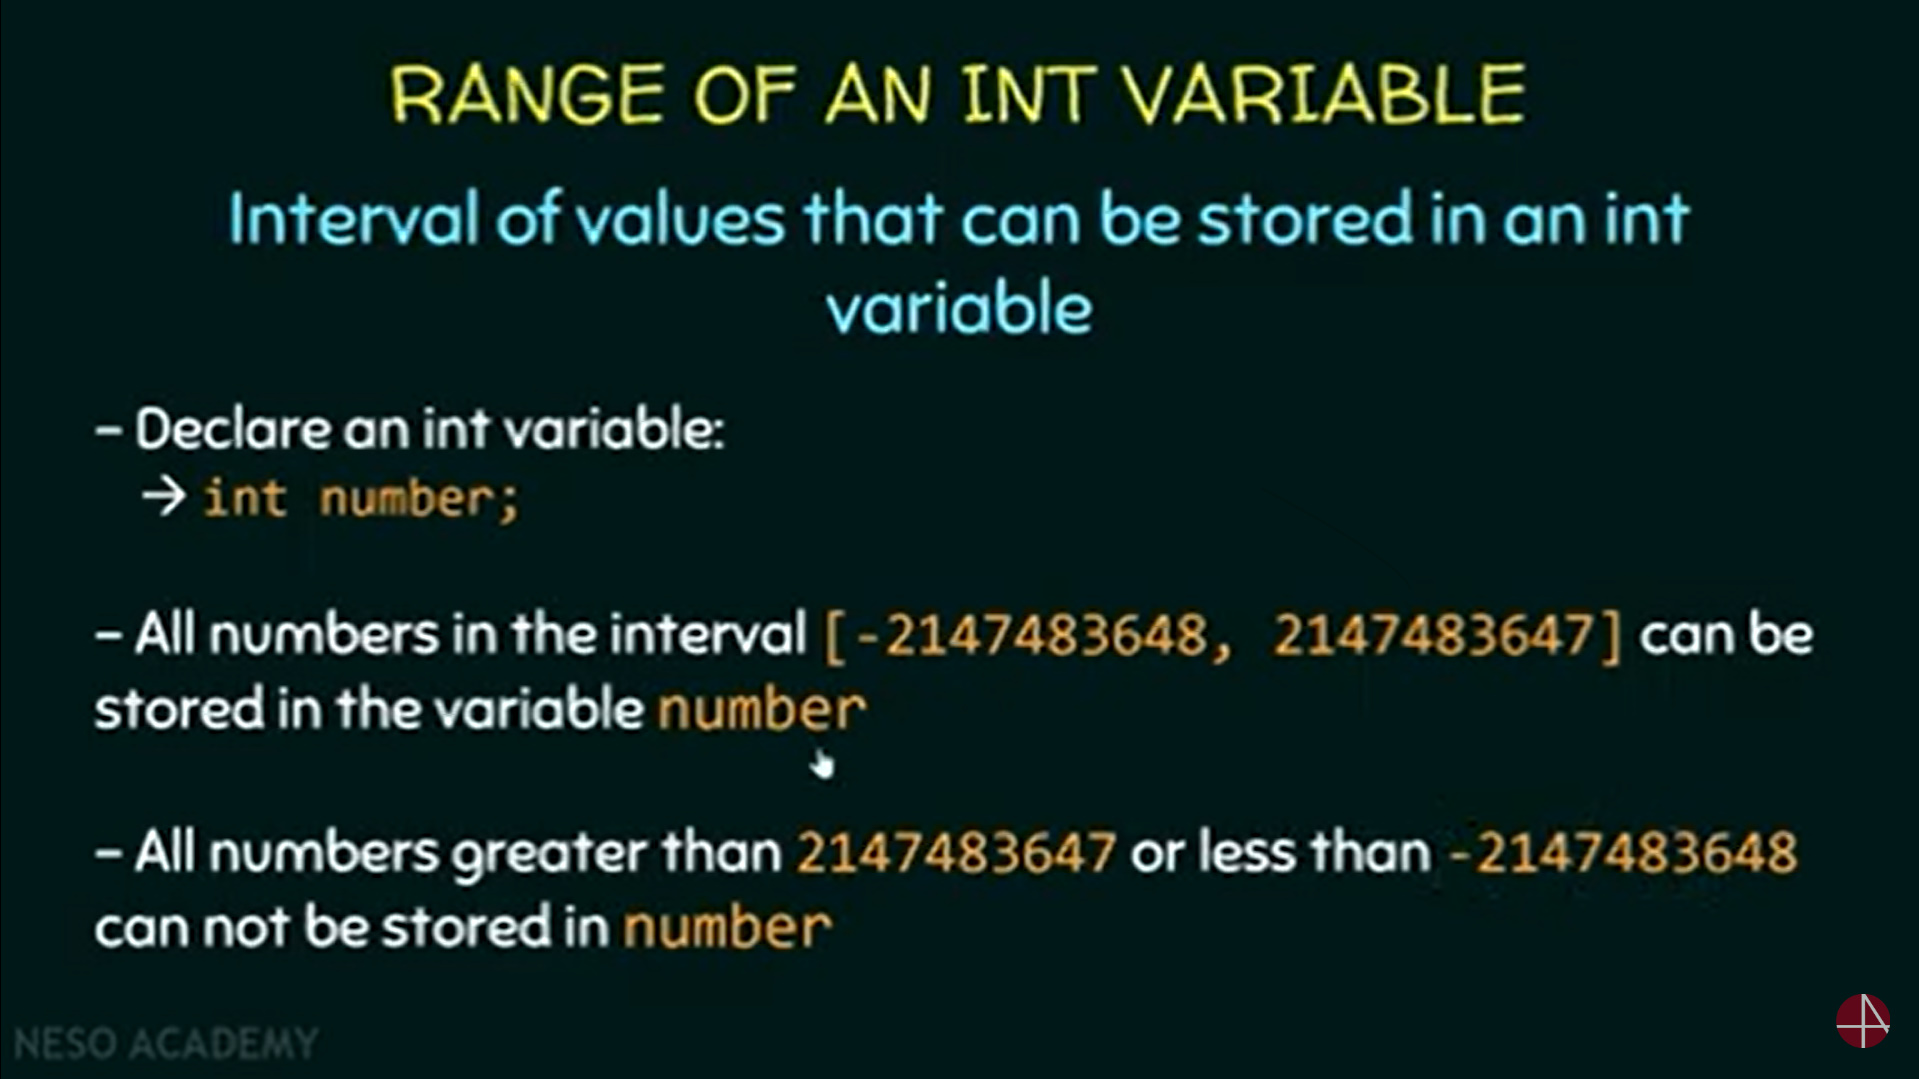 RANGE OF AN INT VARIABLE
Interval of values that can be stored in an int
variable
– Declare an int variable:
→ int number;
– All numbers in the interval [-2147483648, 2147483647] can be
stored in the variable number
– All numbers greater than 2147483647 or less than -2147483648
can not be stored in number
NESO ACADEMY